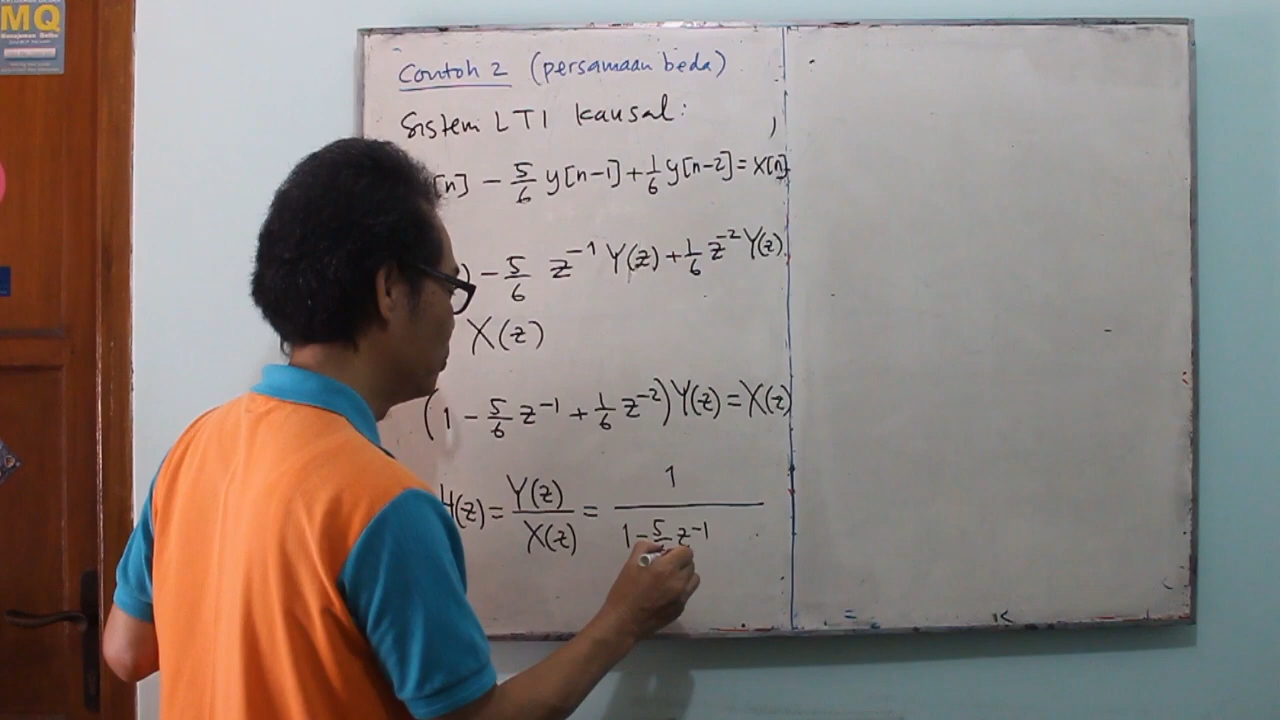 MQ
Contoh 2 (persamaan beda)
Sistem LTI kausal:
[n] - 5/6 y[n-1] + 1/6 y[n-2] = x[n]
) - 5/6 z^-1 Y(z) + 1/6 z^-2 Y(z)
X(z)
(1 - 5/6 z^-1 + 1/6 z^-2) Y(z) = X(z)
H(z) = Y(z)/X(z) = 1/(1 - 5/6 z^-1